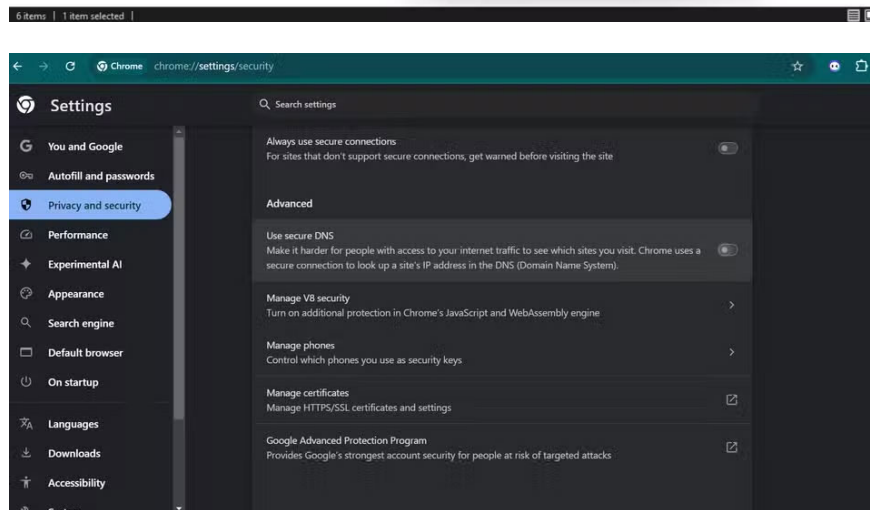 6 items | 1 item selected |
Chrome chrome://settings/security
Settings
Search settings
You and Google
Autofill and passwords
Privacy and security
Performance
Experimental AI
Appearance
Search engine
Default browser
On startup
Languages
Downloads
Accessibility
Always use secure connections
For sites that don't support secure connections, get warned before visiting the site
Advanced
Use secure DNS
Make it harder for people with access to your internet traffic to see which sites you visit. Chrome uses a
secure connection to look up a site's IP address in the DNS (Domain Name System).
Manage V8 security
Turn on additional protection in Chrome's JavaScript and WebAssembly engine
Manage phones
Control which phones you use as security keys
Manage certificates
Manage HTTPS/SSL certificates and settings
Google Advanced Protection Program
Provides Google's strongest account security for people at risk of targeted attacks